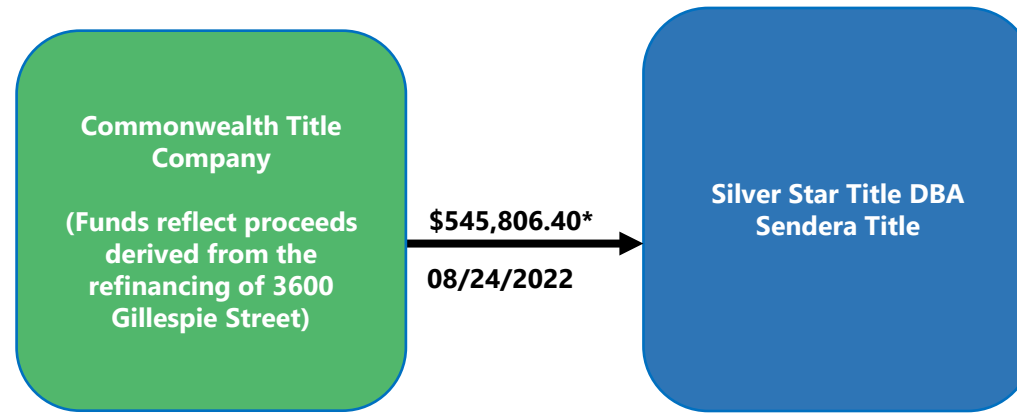 Commonwealth Title
Company
(Funds reflect proceeds
derived from the
refinancing of 3600
Gillespie Street)
$545,806.40*
08/24/2022
Silver Star Title DBA
Sendera Title